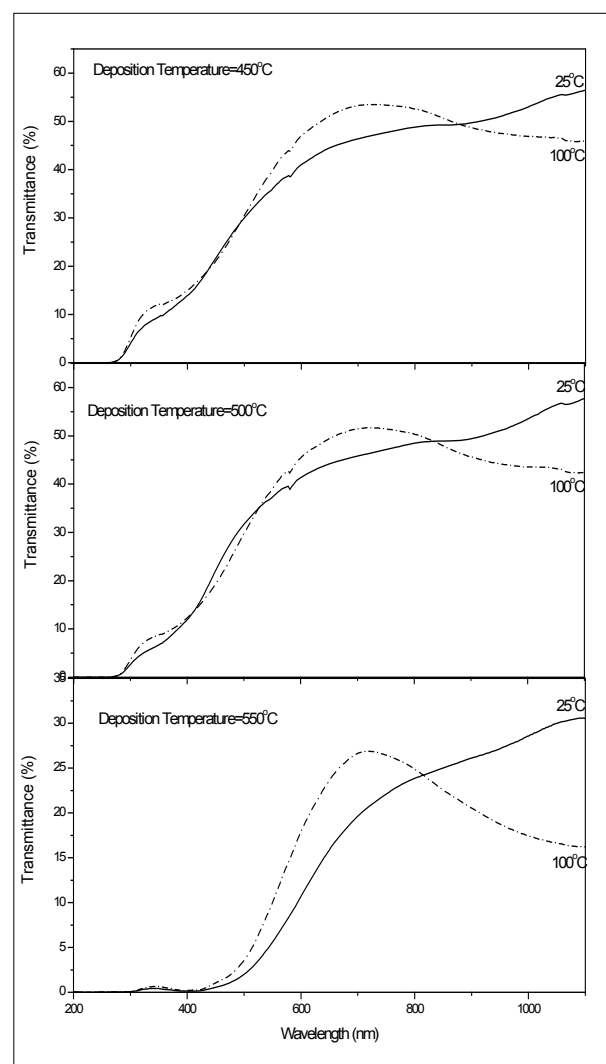 60
Deposition Temperature=450°C
25°C
50
40
100°C
30
20
10
0
Transmittance (%)
60
Deposition Temperature=500°C
25°C
50
40
100°C
30
20
10
Transmittance (%)
35
Deposition Temperature=550°C
25°C
30
25
20
15
100°C
10
5
0
Transmittance (%)
200 400 600 800 1000
Wavelength (nm)